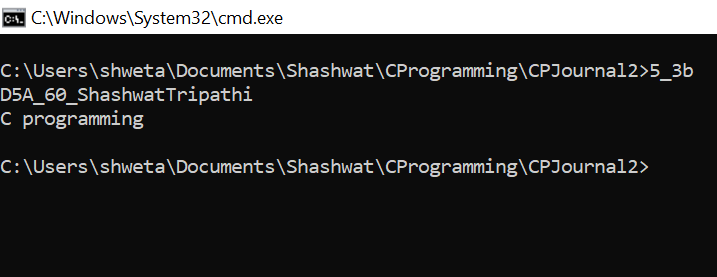 C:\Windows\System32\cmd.exe
C:\Users\shweta\Documents\Shashwat\CProgramming\CPJournal2>5_3b
D5A_60_ShashwatTripathi
C programming
C:\Users\shweta\Documents\Shashwat\CProgramming\CPJournal2>